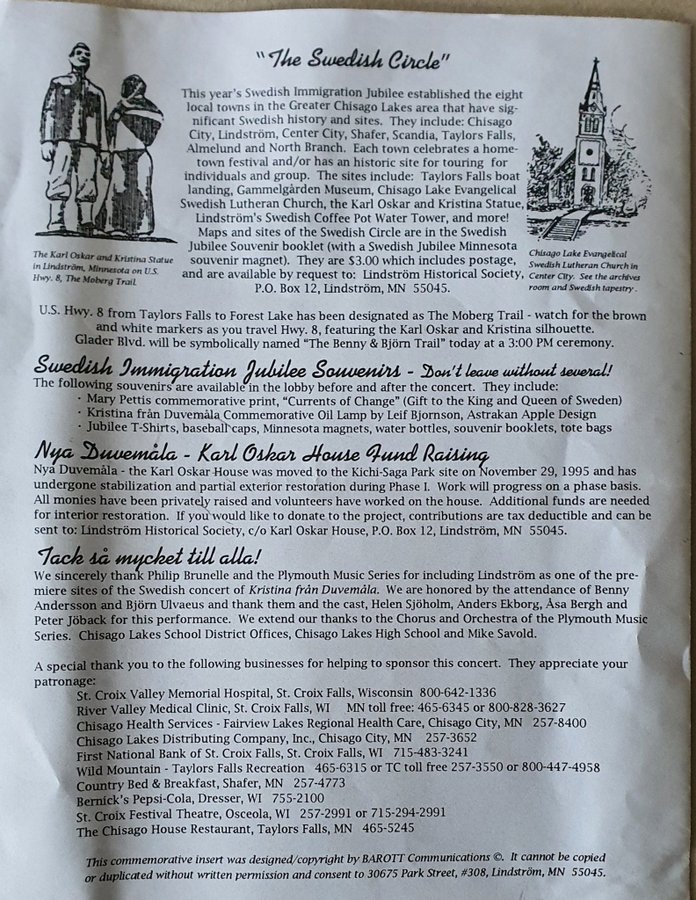 "The Swedish Circle"
This year's Swedish Immigration Jubilee established the eight
local towns in the Greater Chisago Lakes area that have sig-
nificant Swedish history and sites. They include: Chisago
City, Lindström, Center City, Shafer, Scandia, Taylors Falls,
Almelund and North Branch. Each town celebrates a home-
town festival and/or has an historic site for touring for
individuals and group. The sites include: Taylors Falls boat
landing, Gammelgården Museum, Chisago Lake Evangelical
Swedish Lutheran Church, the Karl Oskar and Kristina Statue,
Lindström's Swedish Coffee Pot Water Tower, and more!
Maps and sites of the Swedish Circle are in the Swedish
Jubilee Souvenir booklet (with a Swedish Jubilee Minnesota
souvenir magnet). They are $3.00 which includes postage,
and are available by request to: Lindström Historical Society,
P.O. Box 12, Lindström, MN 55045.
The Karl Oskar and Kristina Statue
in Lindström, Minnesota on U.S.
Hwy. 8, The Moberg Trail.
Chisago Lake Evangelical
Swedish Lutheran Church in
Center City. See the archives
room and Swedish tapestry.
U.S. Hwy. 8 from Taylors Falls to Forest Lake has been designated as The Moberg Trail - watch for the brown
and white markers as you travel Hwy. 8, featuring the Karl Oskar and Kristina silhouette.
Glader Blvd. will be symbolically named "The Benny & Björn Trail" today at a 3:00 PM ceremony.
Swedish Immigration Jubilee Souvenirs - Don't leave without several!
The following souvenirs are available in the lobby before and after the concert. They include:
· Mary Pettis commemorative print, "Currents of Change" (Gift to the King and Queen of Sweden)
· Kristina från Duvemåla Commemorative Oil Lamp by Leif Bjornson, Astrakan Apple Design
· Jubilee T-Shirts, baseball caps, Minnesota magnets, water bottles, souvenir booklets, tote bags
Nya Duvemåla - Karl Oskar House Fund Raising
Nya Duvemåla - the Karl Oskar House was moved to the Kichi-Saga Park site on November 29, 1995 and has
undergone stabilization and partial exterior restoration during Phase I. Work will progress on a phase basis.
All monies have been privately raised and volunteers have worked on the house. Additional funds are needed
for interior restoration. If you would like to donate to the project, contributions are tax deductible and can be
sent to: Lindström Historical Society, c/o Karl Oskar House, P.O. Box 12, Lindström, MN 55045.
Tack så mycket till alla!
We sincerely thank Philip Brunelle and the Plymouth Music Series for including Lindström as one of the pre-
miere sites of the Swedish concert of Kristina från Duvemåla. We are honored by the attendance of Benny
Andersson and Björn Ulvaeus and thank them and the cast, Helen Sjöholm, Anders Ekborg, Åsa Bergh and
Peter Jöback for this performance. We extend our thanks to the Chorus and Orchestra of the Plymouth Music
Series. Chisago Lakes School District Offices, Chisago Lakes High School and Mike Savold.
A special thank you to the following businesses for helping to sponsor this concert. They appreciate your
patronage:
St. Croix Valley Memorial Hospital, St. Croix Falls, Wisconsin 800-642-1336
River Valley Medical Clinic, St. Croix Falls, WI MN toll free: 465-6345 or 800-828-3627
Chisago Health Services - Fairview Lakes Regional Health Care, Chisago City, MN 257-8400
Chisago Lakes Distributing Company, Inc., Chisago City, MN 257-3652
First National Bank of St. Croix Falls, St. Croix Falls, WI 715-483-3241
Wild Mountain - Taylors Falls Recreation 465-6315 or TC toll free 257-3550 or 800-447-4958
Country Bed & Breakfast, Shafer, MN 257-4773
Bernick's Pepsi-Cola, Dresser, WI 755-2100
St. Croix Festival Theatre, Osceola, WI 257-2991 or 715-294-2991
The Chisago House Restaurant, Taylors Falls, MN 465-5245
This commemorative insert was designed/copyright by BAROTT Communications ©. It cannot be copied
or duplicated without written permission and consent to 30675 Park Street, #308, Lindström, MN 55045.